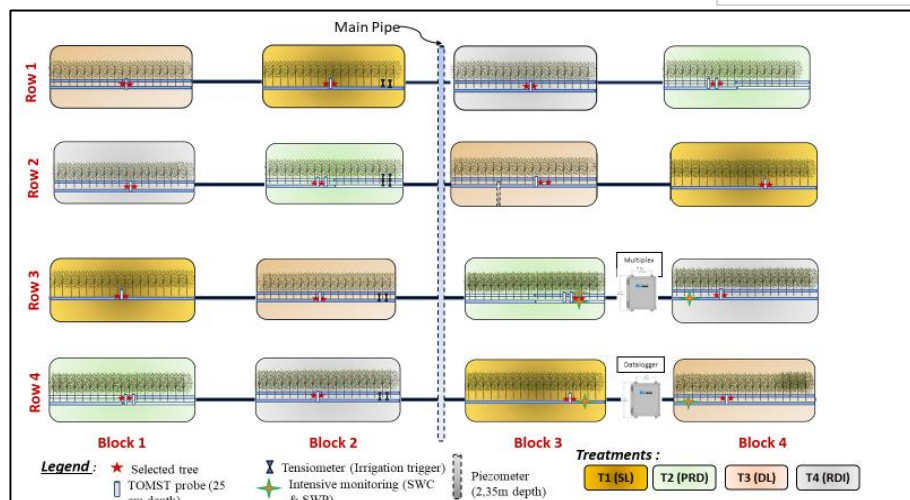 Main Pipe
Row 1
Row 2
Multiplex
Row 3
Datalogger
Row 4
Block 1
Block 2
Block 3
Block 4
Legend :
Selected tree
TOMST probe (25
cm depth)
Tensiometer (Irrigation trigger)
Intensive monitoring (SWC
& SWP)
Piezometer
(2,35m depth)
Treatments :
T1 (SL)
T2 (PRD)
T3 (DL)
T4 (RDI)